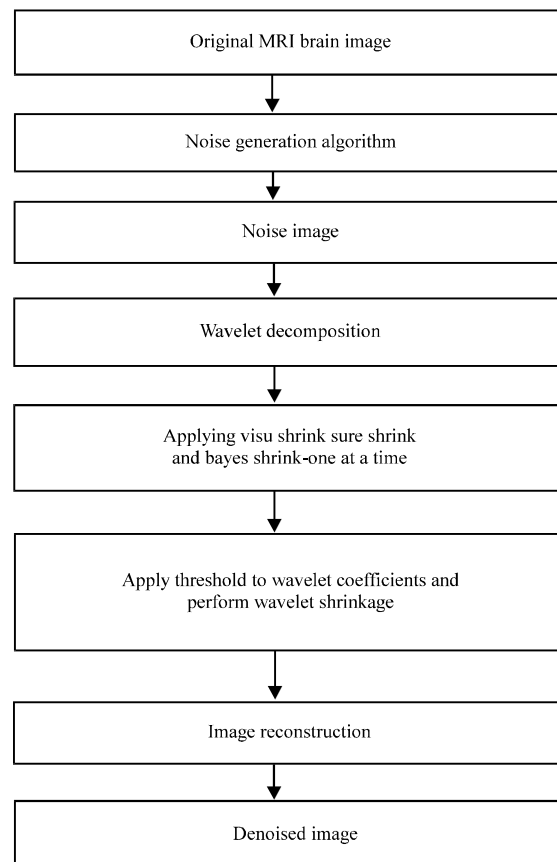 Original MRI brain image
Noise generation algorithm
Noise image
Wavelet decomposition
Applying visu shrink sure shrink
and bayes shrink-one at a time
Apply threshold to wavelet coefficients and
perform wavelet shrinkage
Image reconstruction
Denoised image